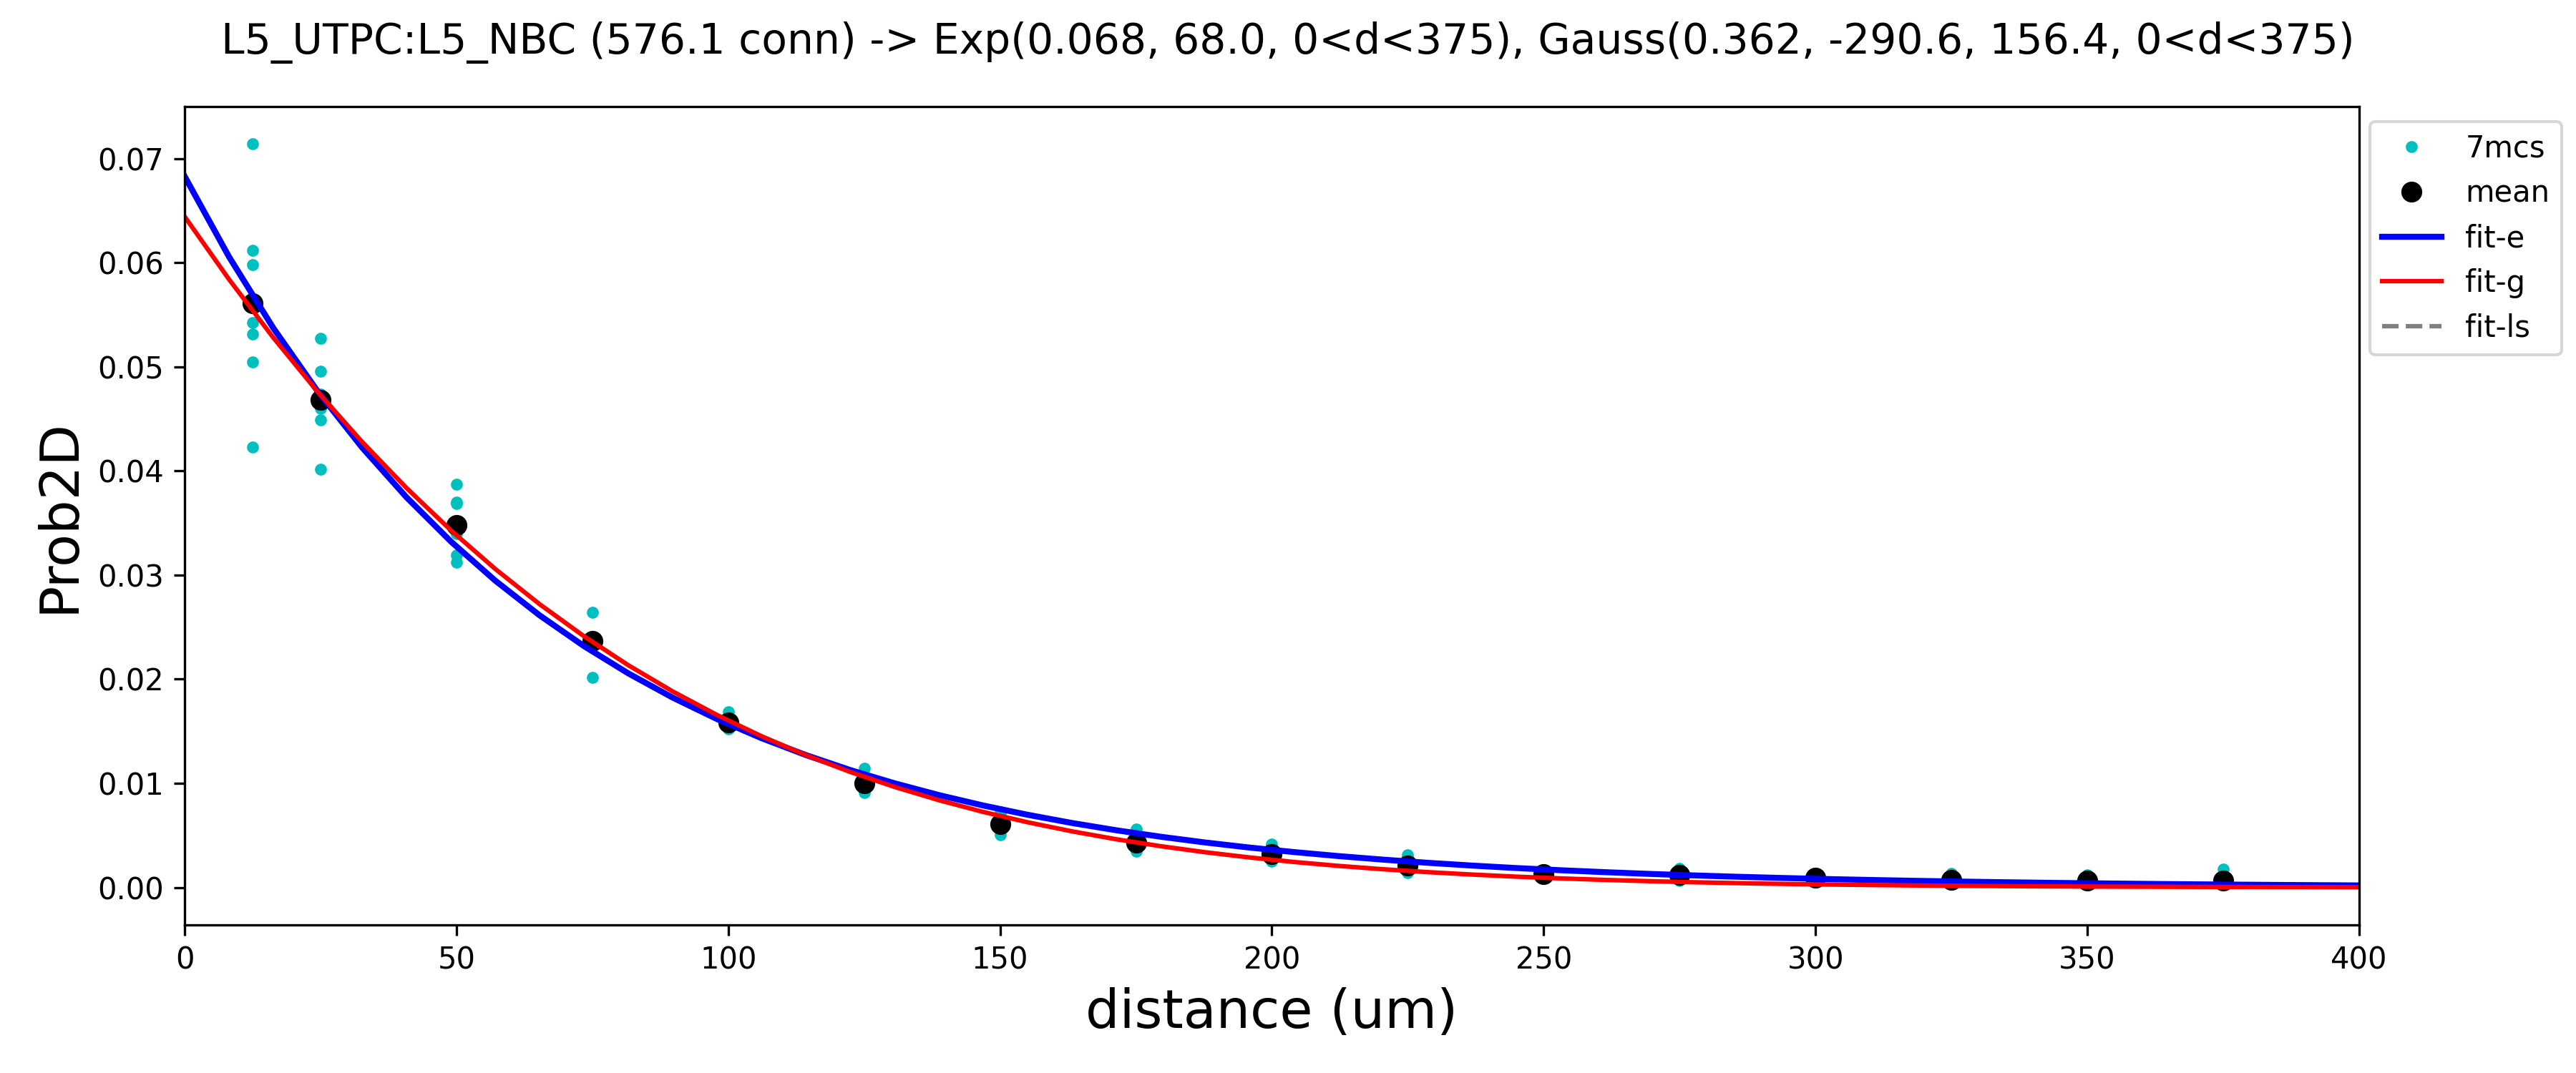 L5_UTPC:L5_NBC (576.1 conn) -> Exp(0.068, 68.0, 0<d<375), Gauss(0.362, -290.6, 156.4, 0<d<375)
0.07
0.06
0.05
0.04
0.03
0.02
0.01
0.00
Prob2D
0 50 100 150 200 250 300 350 400
distance (um)
7mcs
mean
fit-e
fit-g
fit-ls